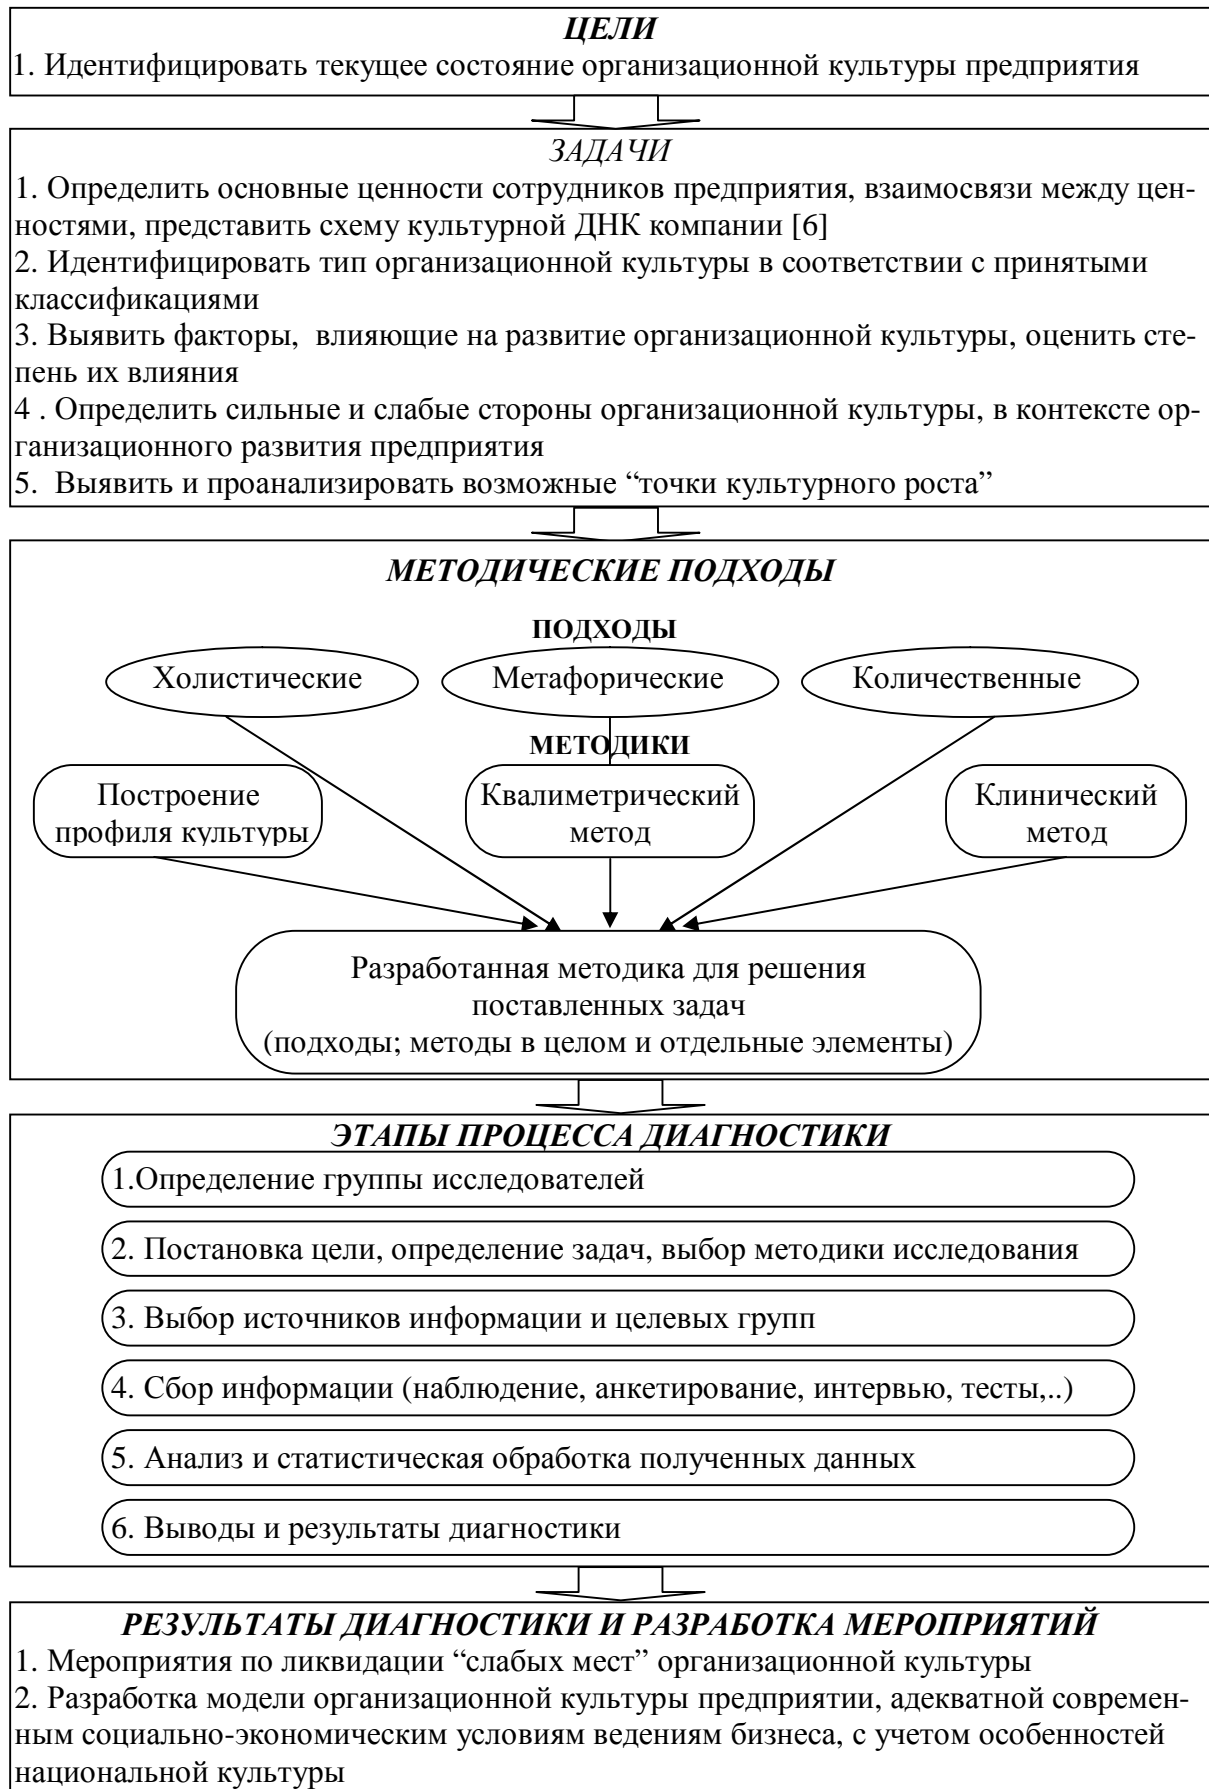 ЦЕЛИ
1. Идентифицировать текущее состояние организационной культуры предприятия
ЗАДАЧИ
1. Определить основные ценности сотрудников предприятия, взаимосвязи между цен-
ностями, представить схему культурной ДНК компании [6]
2. Идентифицировать тип организационной культуры в соответствии с принятыми
классификациями
3. Выявить факторы,  влияющие на развитие организационной культуры, оценить сте-
пень их влияния
4 . Определить сильные и слабые стороны организационной культуры, в контексте ор-
ганизационного развития предприятия
5.  Выявить и проанализировать возможные “точки культурного роста”
МЕТОДИЧЕСКИЕ ПОДХОДЫ
ПОДХОДЫ
Холистические
Метафорические
Количественные
МЕТОДИКИ
Построение
профиля культуры
Квалиметрический
метод
Клинический
метод
Разработанная методика для решения
поставленных задач
(подходы; методы в целом и отдельные элементы)
ЭТАПЫ ПРОЦЕССА ДИАГНОСТИКИ
1.Определение группы исследователей
2. Постановка цели, определение задач, выбор методики исследования
3. Выбор источников информации и целевых групп
4. Сбор информации (наблюдение, анкетирование, интервью, тесты,..)
5. Анализ и статистическая обработка полученных данных
6. Выводы и результаты диагностики
РЕЗУЛЬТАТЫ ДИАГНОСТИКИ И РАЗРАБОТКА МЕРОПРИЯТИЙ
1. Мероприятия по ликвидации “слабых мест” организационной культуры
2. Разработка модели организационной культуры предприятии, адекватной современ-
ным социально-экономическим условиям ведениям бизнеса, с учетом особенностей
национальной культуры